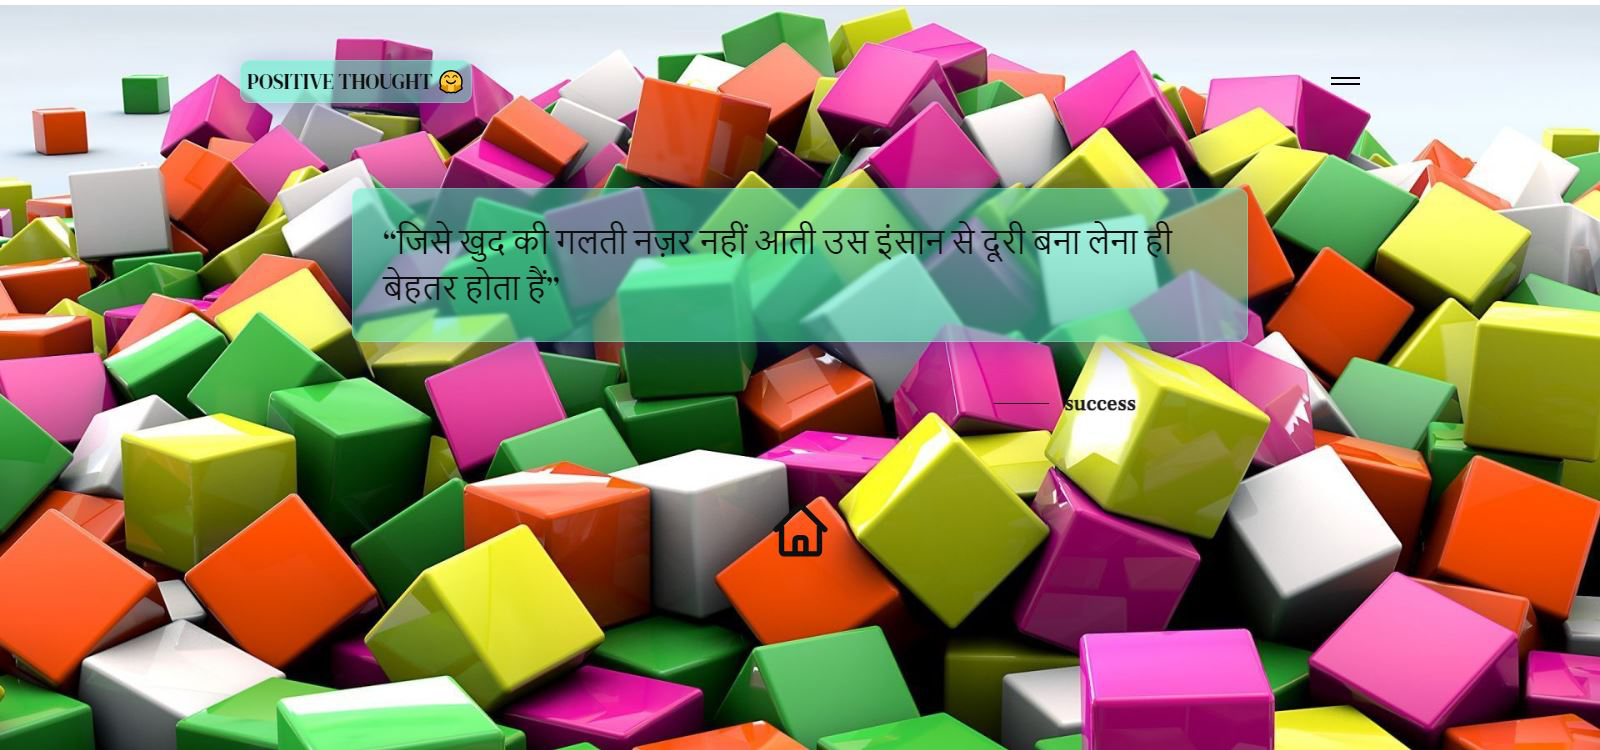 POSITIVE THOUGHT 🤗
“जिसे खुद की गलती नज़र नहीं आती उस इंसान से दूरी बना लेना ही
बेहतर होता हैं”
success